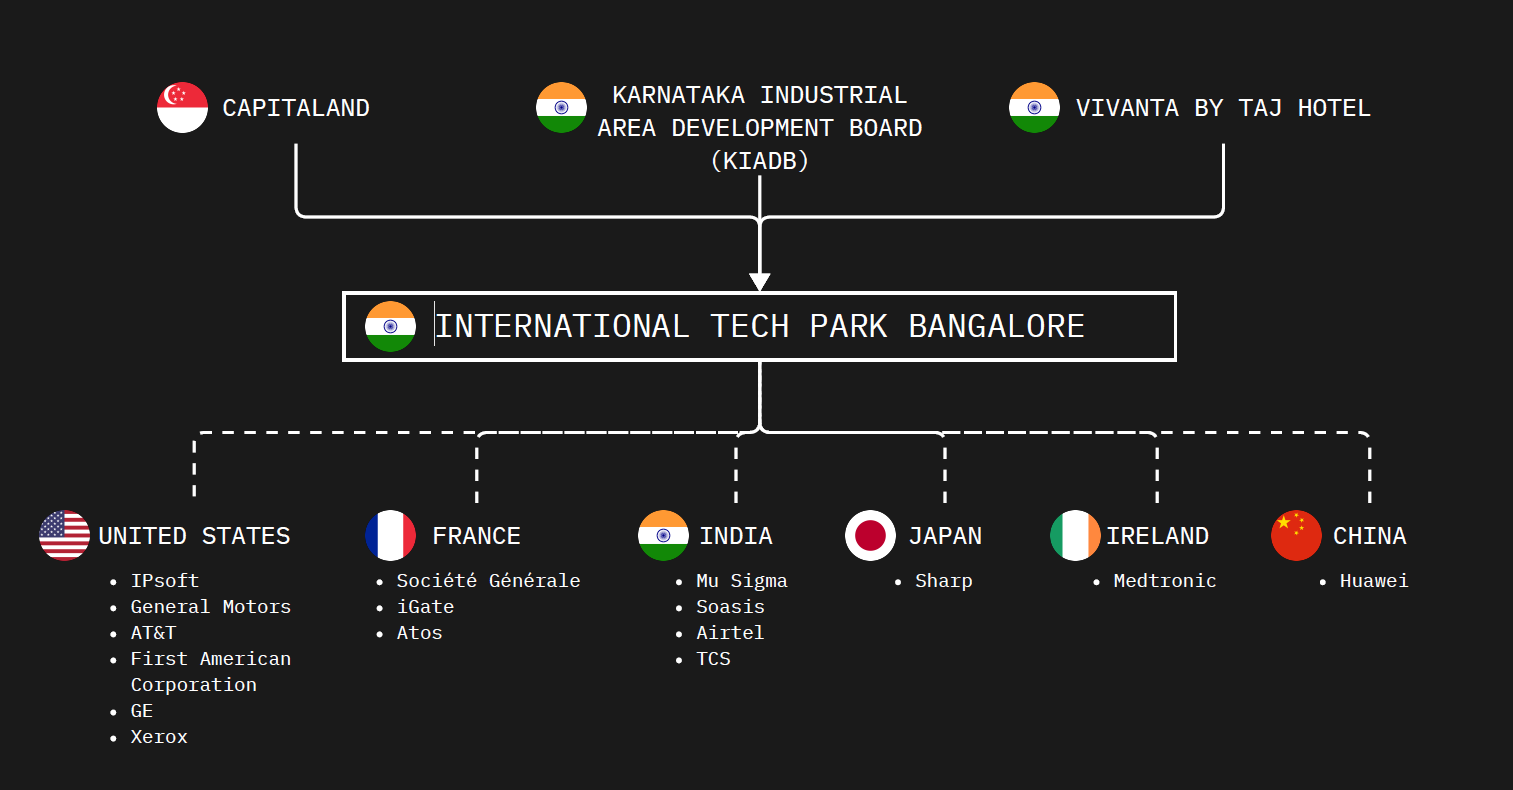 CAPITALAND
KARNATAKA INDUSTRIAL
AREA DEVELOPMENT BOARD
(KIADB)
VIVANTA BY TAJ HOTEL
INTERNATIONAL TECH PARK BANGALORE
UNITED STATES
• IPsoft
• General Motors
• AT&T
• First American
Corporation
• GE
• Xerox
FRANCE
• Société Générale
• iGate
• Atos
INDIA
• Mu Sigma
• Soasis
• Airtel
• TCS
JAPAN
• Sharp
IRELAND
• Medtronic
CHINA
• Huawei